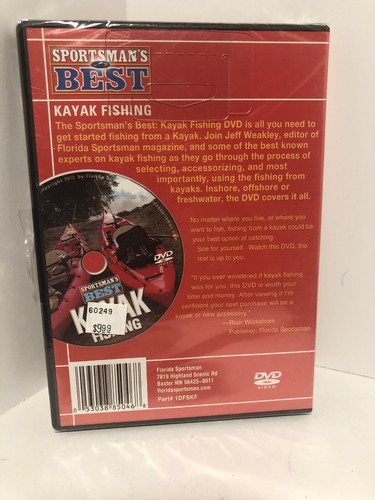 SPORTSMAN'S
BEST
KAYAK FISHING
The Sportsman's Best: Kayak Fishing DVD is all you need to
get started fishing from a Kayak. Join Jeff Weakley, editor of
Florida Sportsman magazine, and some of the best known
experts on kayak fishing as they go through the process of
selecting, accessorizing, and most
importantly, using the fishing from
kayaks. Inshore, offshore or
freshwater, the DVD covers it all.
No matter where you live, or where you
want to fish, fishing from a kayak could be
your best option at catching.
See for yourself. Watch this DVD, the
rest is up to you.
"If you ever wondered if kayak fishing
was for you, this DVD is worth your
time and money. After viewing it I'm
confident your next purchase will be a
kayak or new accessory."
—Blair Wickstrom
Publisher, Florida Sportsman
DVD
SPORTSMAN'S
BEST
KAYAK
FISHING
60249
$9.99
0 53038 85046 8
Florida Sportsman
7819 Highland Scenic Rd
Baxter MN 56425-8011
floridasportsman.com
Part# 1DFSKF
DVD
VIDEO